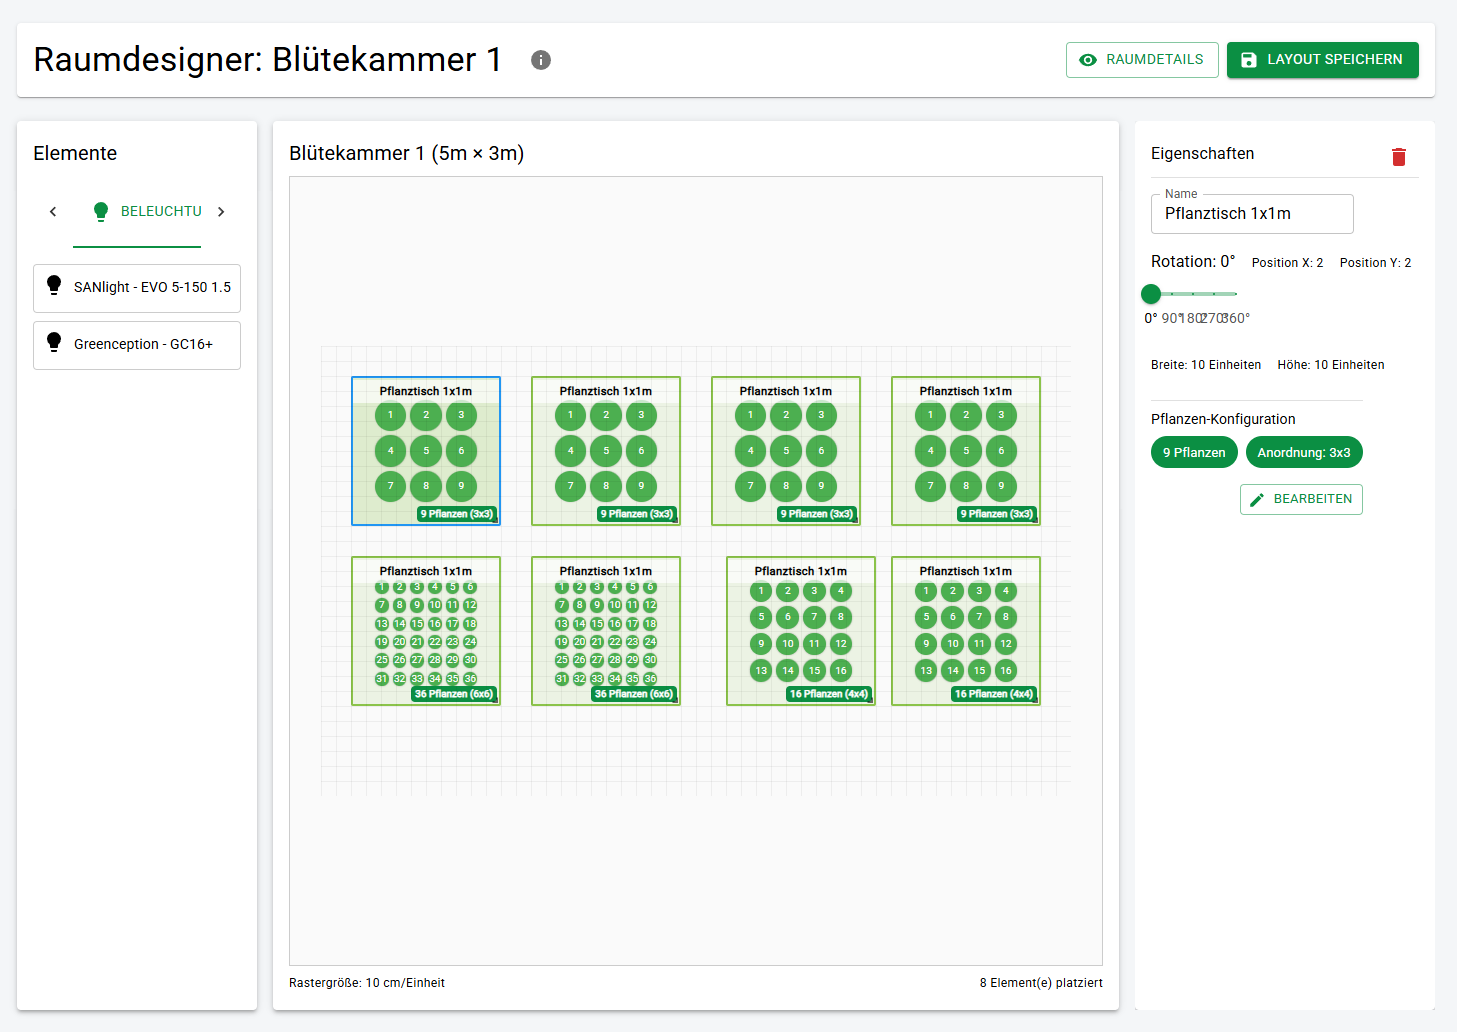 Raumdesigner: Blütekammer 1
RAUMDETAILS
LAYOUT SPEICHERN
Elemente
BELEUCHTU
SANlight - EVO 5-150 1.5
Greenception - GC16+
Blütekammer 1 (5m × 3m)
Pflanztisch 1x1m
1 2 3
4 5 6
7 8 9
9 Pflanzen (3x3)
Pflanztisch 1x1m
1 2 3
4 5 6
7 8 9
9 Pflanzen (3x3)
Pflanztisch 1x1m
1 2 3
4 5 6
7 8 9
9 Pflanzen (3x3)
Pflanztisch 1x1m
1 2 3
4 5 6
7 8 9
9 Pflanzen (3x3)
Pflanztisch 1x1m
1 2 3 4 5 6
7 8 9 10 11 12
13 14 15 16 17 18
19 20 21 22 23 24
25 26 27 28 29 30
31 32 33 34 35 36
36 Pflanzen (6x6)
Pflanztisch 1x1m
1 2 3 4 5 6
7 8 9 10 11 12
13 14 15 16 17 18
19 20 21 22 23 24
25 26 27 28 29 30
31 32 33 34 35 36
36 Pflanzen (6x6)
Pflanztisch 1x1m
1 2 3 4
5 6 7 8
9 10 11 12
13 14 15 16
16 Pflanzen (4x4)
Pflanztisch 1x1m
1 2 3 4
5 6 7 8
9 10 11 12
13 14 15 16
16 Pflanzen (4x4)
Rastergröße: 10 cm/Einheit
8 Element(e) platziert
Eigenschaften
Name
Pflanztisch 1x1m
Rotation: 0° Position X: 2 Position Y: 2
0° 90° 180° 270° 360°
Breite: 10 Einheiten Höhe: 10 Einheiten
Pflanzen-Konfiguration
9 Pflanzen
Anordnung: 3x3
BEARBEITEN